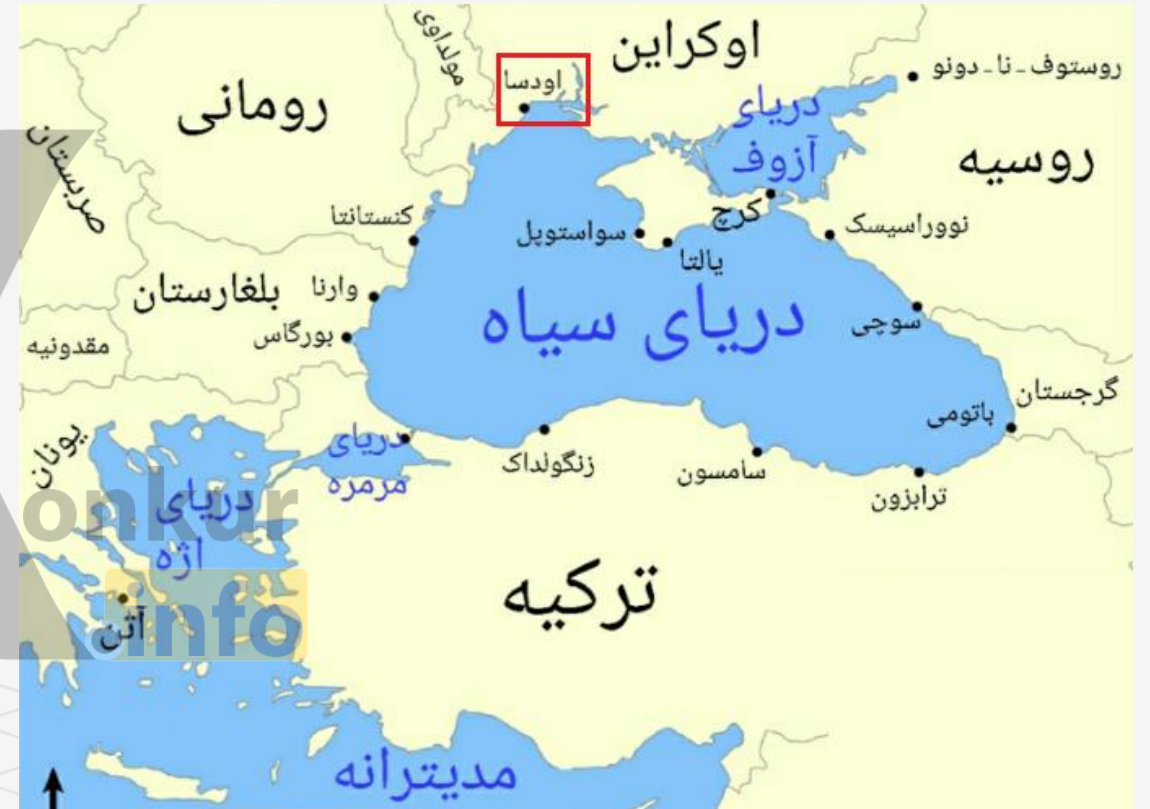 مولداوی
اوکراین
اودسا
روستوف-نا-دونو
رومانی
دریای
آزوف
روسیه
صربستان
کنستانتا
سواستوپل
یالتا
کرچ
نووراسیسک
بلغارستان
وارنا
دریای سیاه
سوچی
مقدونیه
بورگاس
گرجستان
باتومی
یونان
دریای
مرمره
زنگولداک
سامسون
ترابزون
دریای
اژه
onkur
.info
ترکیه
آتن
مدیترانه